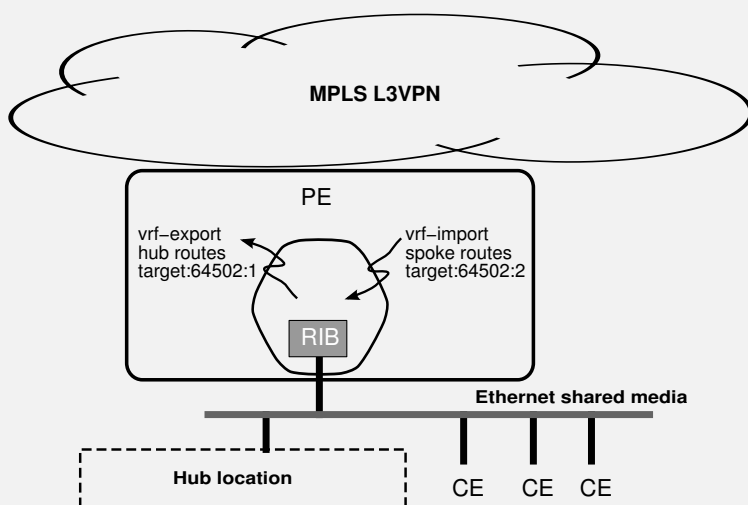 MPLS L3VPN
PE
vrf−export
hub routes
target:64502:1
vrf−import
spoke routes
target:64502:2
RIB
Ethernet shared media
Hub location
CE
CE
CE